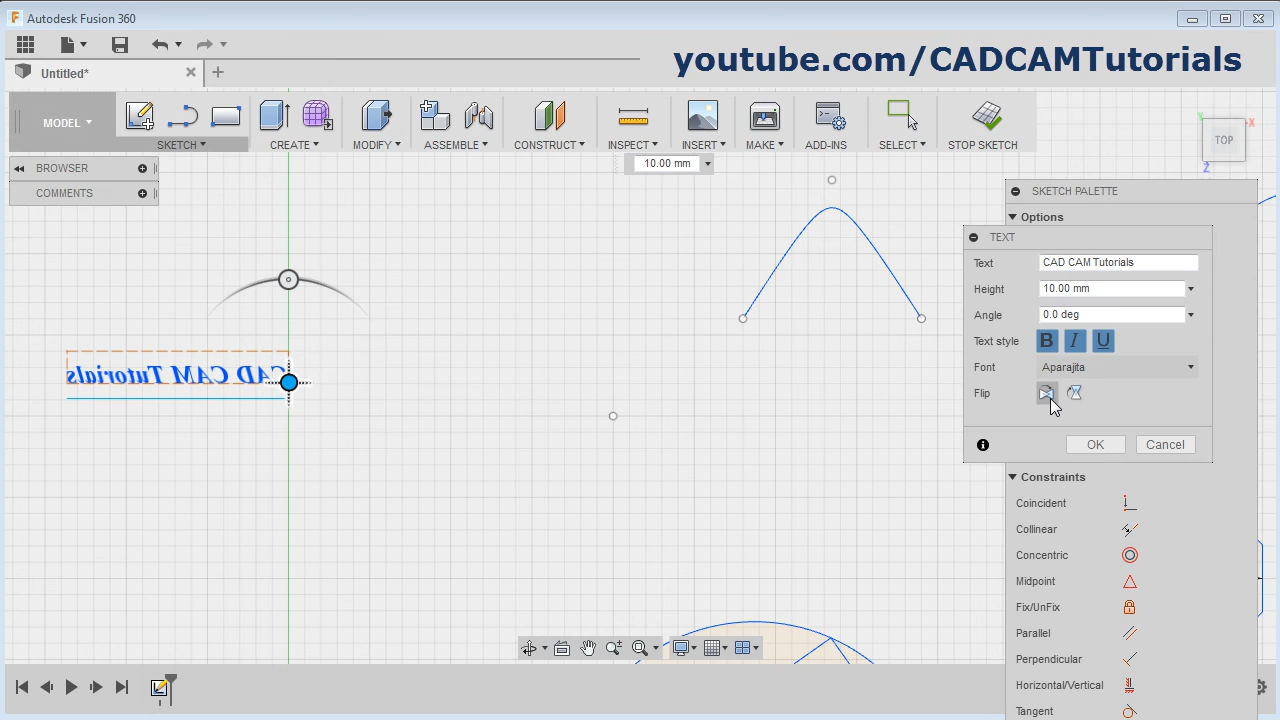 Autodesk Fusion 360
youtube.com/CADCAMTutorials
Untitled*
MODEL
SKETCH
CREATE
MODIFY
ASSEMBLE
CONSTRUCT
INSPECT
INSERT
MAKE
ADD-INS
SELECT
STOP SKETCH
BROWSER
COMMENTS
10.00 mm
Y
X
TOP
Z
SKETCH PALETTE
Options
TEXT
Text CAD CAM Tutorials
Height 10.00 mm
Angle 0.0 deg
Text style B I U
Font Aparajita
Flip
OK Cancel
CAD CAM Tutorials
Constraints
Coincident
Collinear
Concentric
Midpoint
Fix/UnFix
Parallel
Perpendicular
Horizontal/Vertical
Tangent